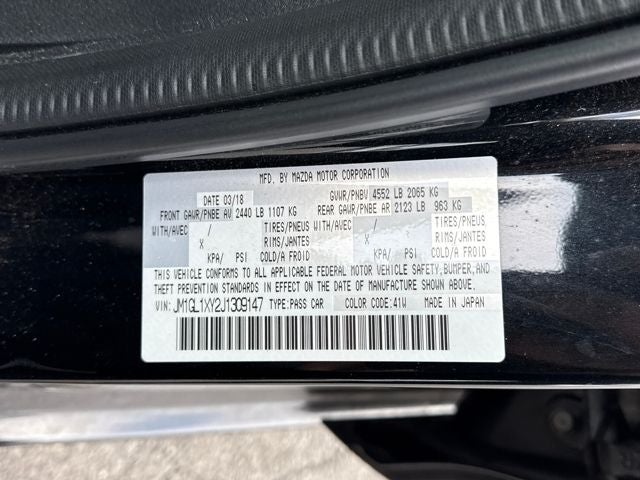 MFD. BY MAZDA MOTOR CORPORATION
DATE 03/18 GVWR/PNBV 4552 LB 2065 KG
FRONT GAWR/PNBE AV 2440 LB 1107 KG REAR GAWR/PNBE AR 2123 LB 963 KG
WITH/AVEC / TIRES/PNEUS WITH/AVEC / TIRES/PNEUS
X RIMS/JANTES X RIMS/JANTES
KPA/ PSI COLD/A FROID KPA/ PSI COLD/A FROID
THIS VEHICLE CONFORMS TO ALL APPLICABLE FEDERAL MOTOR VEHICLE SAFETY, BUMPER, AND
THEFT PREVENTION STANDARDS IN EFFECT ON THE DATE OF MANUFACTURE SHOWN ABOVE.
VIN: JM1GL1XY2J1309147 TYPE:PASS CAR COLOR CODE:41W MADE IN JAPAN